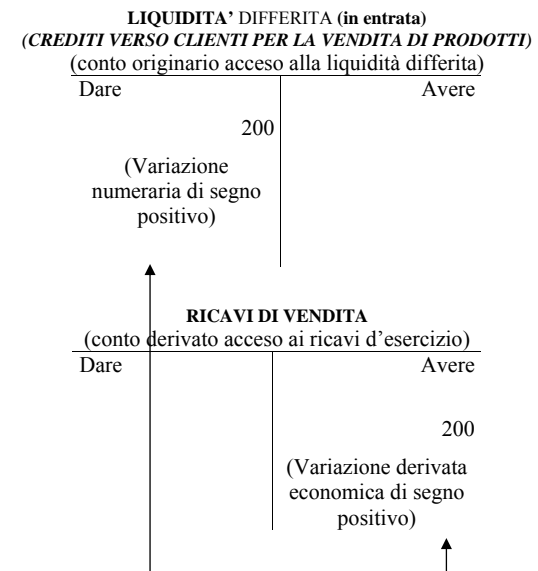 LIQUIDITA’ DIFFERITA (in entrata)
(CREDITI VERSO CLIENTI PER LA VENDITA DI PRODOTTI)
(conto originario acceso alla liquidità differita)
Dare Avere
200
(Variazione
numeraria di segno
positivo)
RICAVI DI VENDITA
(conto derivato acceso ai ricavi d’esercizio)
Dare Avere
200
(Variazione derivata
economica di segno
positivo)